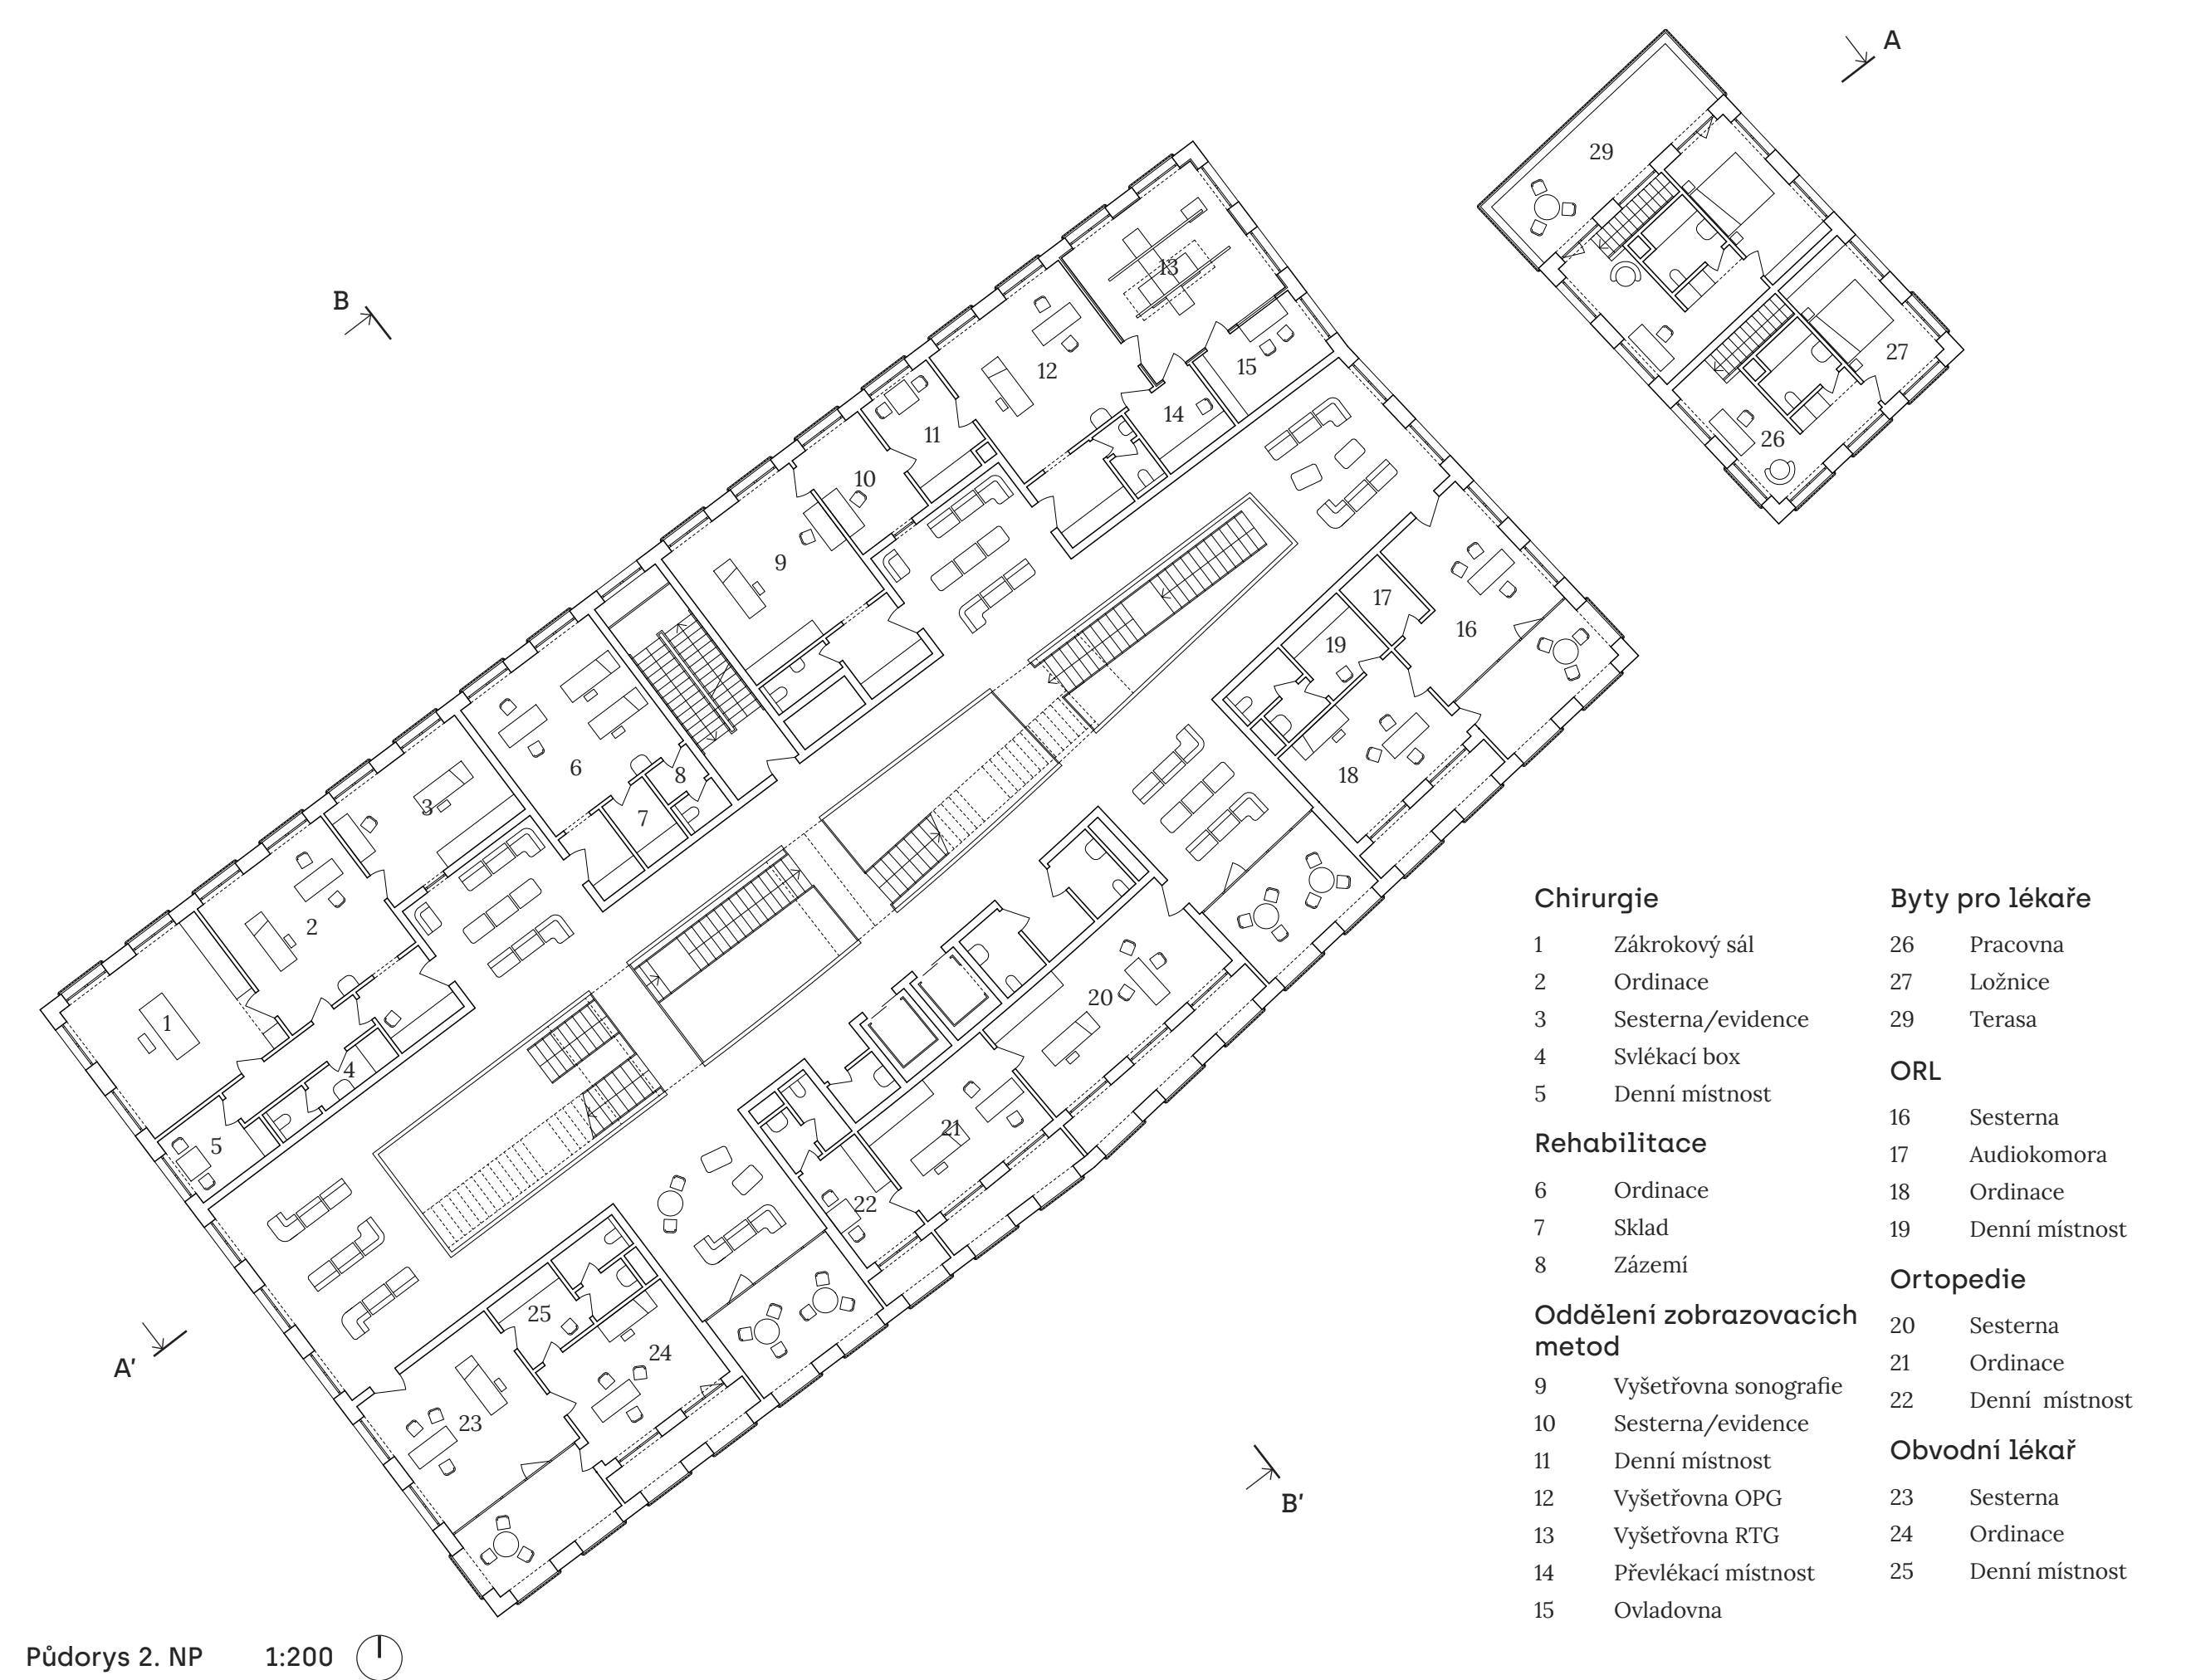 A
29
B
13
27
12
15
14
26
11
10
9
17
16
19
6
8
18
3
7
2
20
1
4
21
5
22
25
24
23
A'
B'
Chirurgie
1 Zákrokový sál
2 Ordinace
3 Sesterna/evidence
4 Svlékací box
5 Denní místnost
Rehabilitace
6 Ordinace
7 Sklad
8 Zázemí
Oddělení zobrazovacích
metod
9 Vyšetřovna sonografie
10 Sesterna/evidence
11 Denní místnost
12 Vyšetřovna OPG
13 Vyšetřovna RTG
14 Převlékací místnost
15 Ovladovna
Byty pro lékaře
26 Pracovna
27 Ložnice
29 Terasa
ORL
16 Sesterna
17 Audiokomora
18 Ordinace
19 Denní místnost
Ortopedie
20 Sesterna
21 Ordinace
22 Denní místnost
Obvodní lékař
23 Sesterna
24 Ordinace
25 Denní místnost
Půdorys 2. NP 1:200